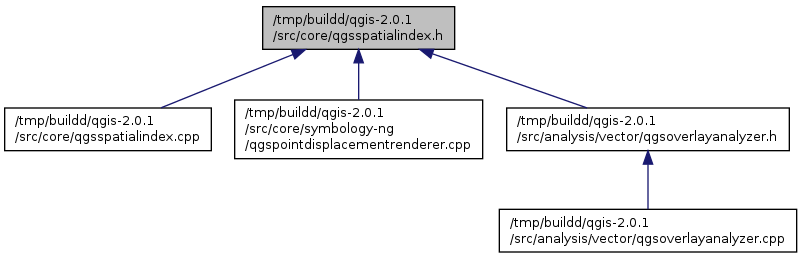 /tmp/buildd/qgis-2.0.1
/src/core/qgsspatialindex.h
/tmp/buildd/qgis-2.0.1
/src/core/qgsspatialindex.cpp
/tmp/buildd/qgis-2.0.1
/src/core/symbology-ng
/qgspointdisplacementrenderer.cpp
/tmp/buildd/qgis-2.0.1
/src/analysis/vector/qgsoverlayanalyzer.h
/tmp/buildd/qgis-2.0.1
/src/analysis/vector/qgsoverlayanalyzer.cpp